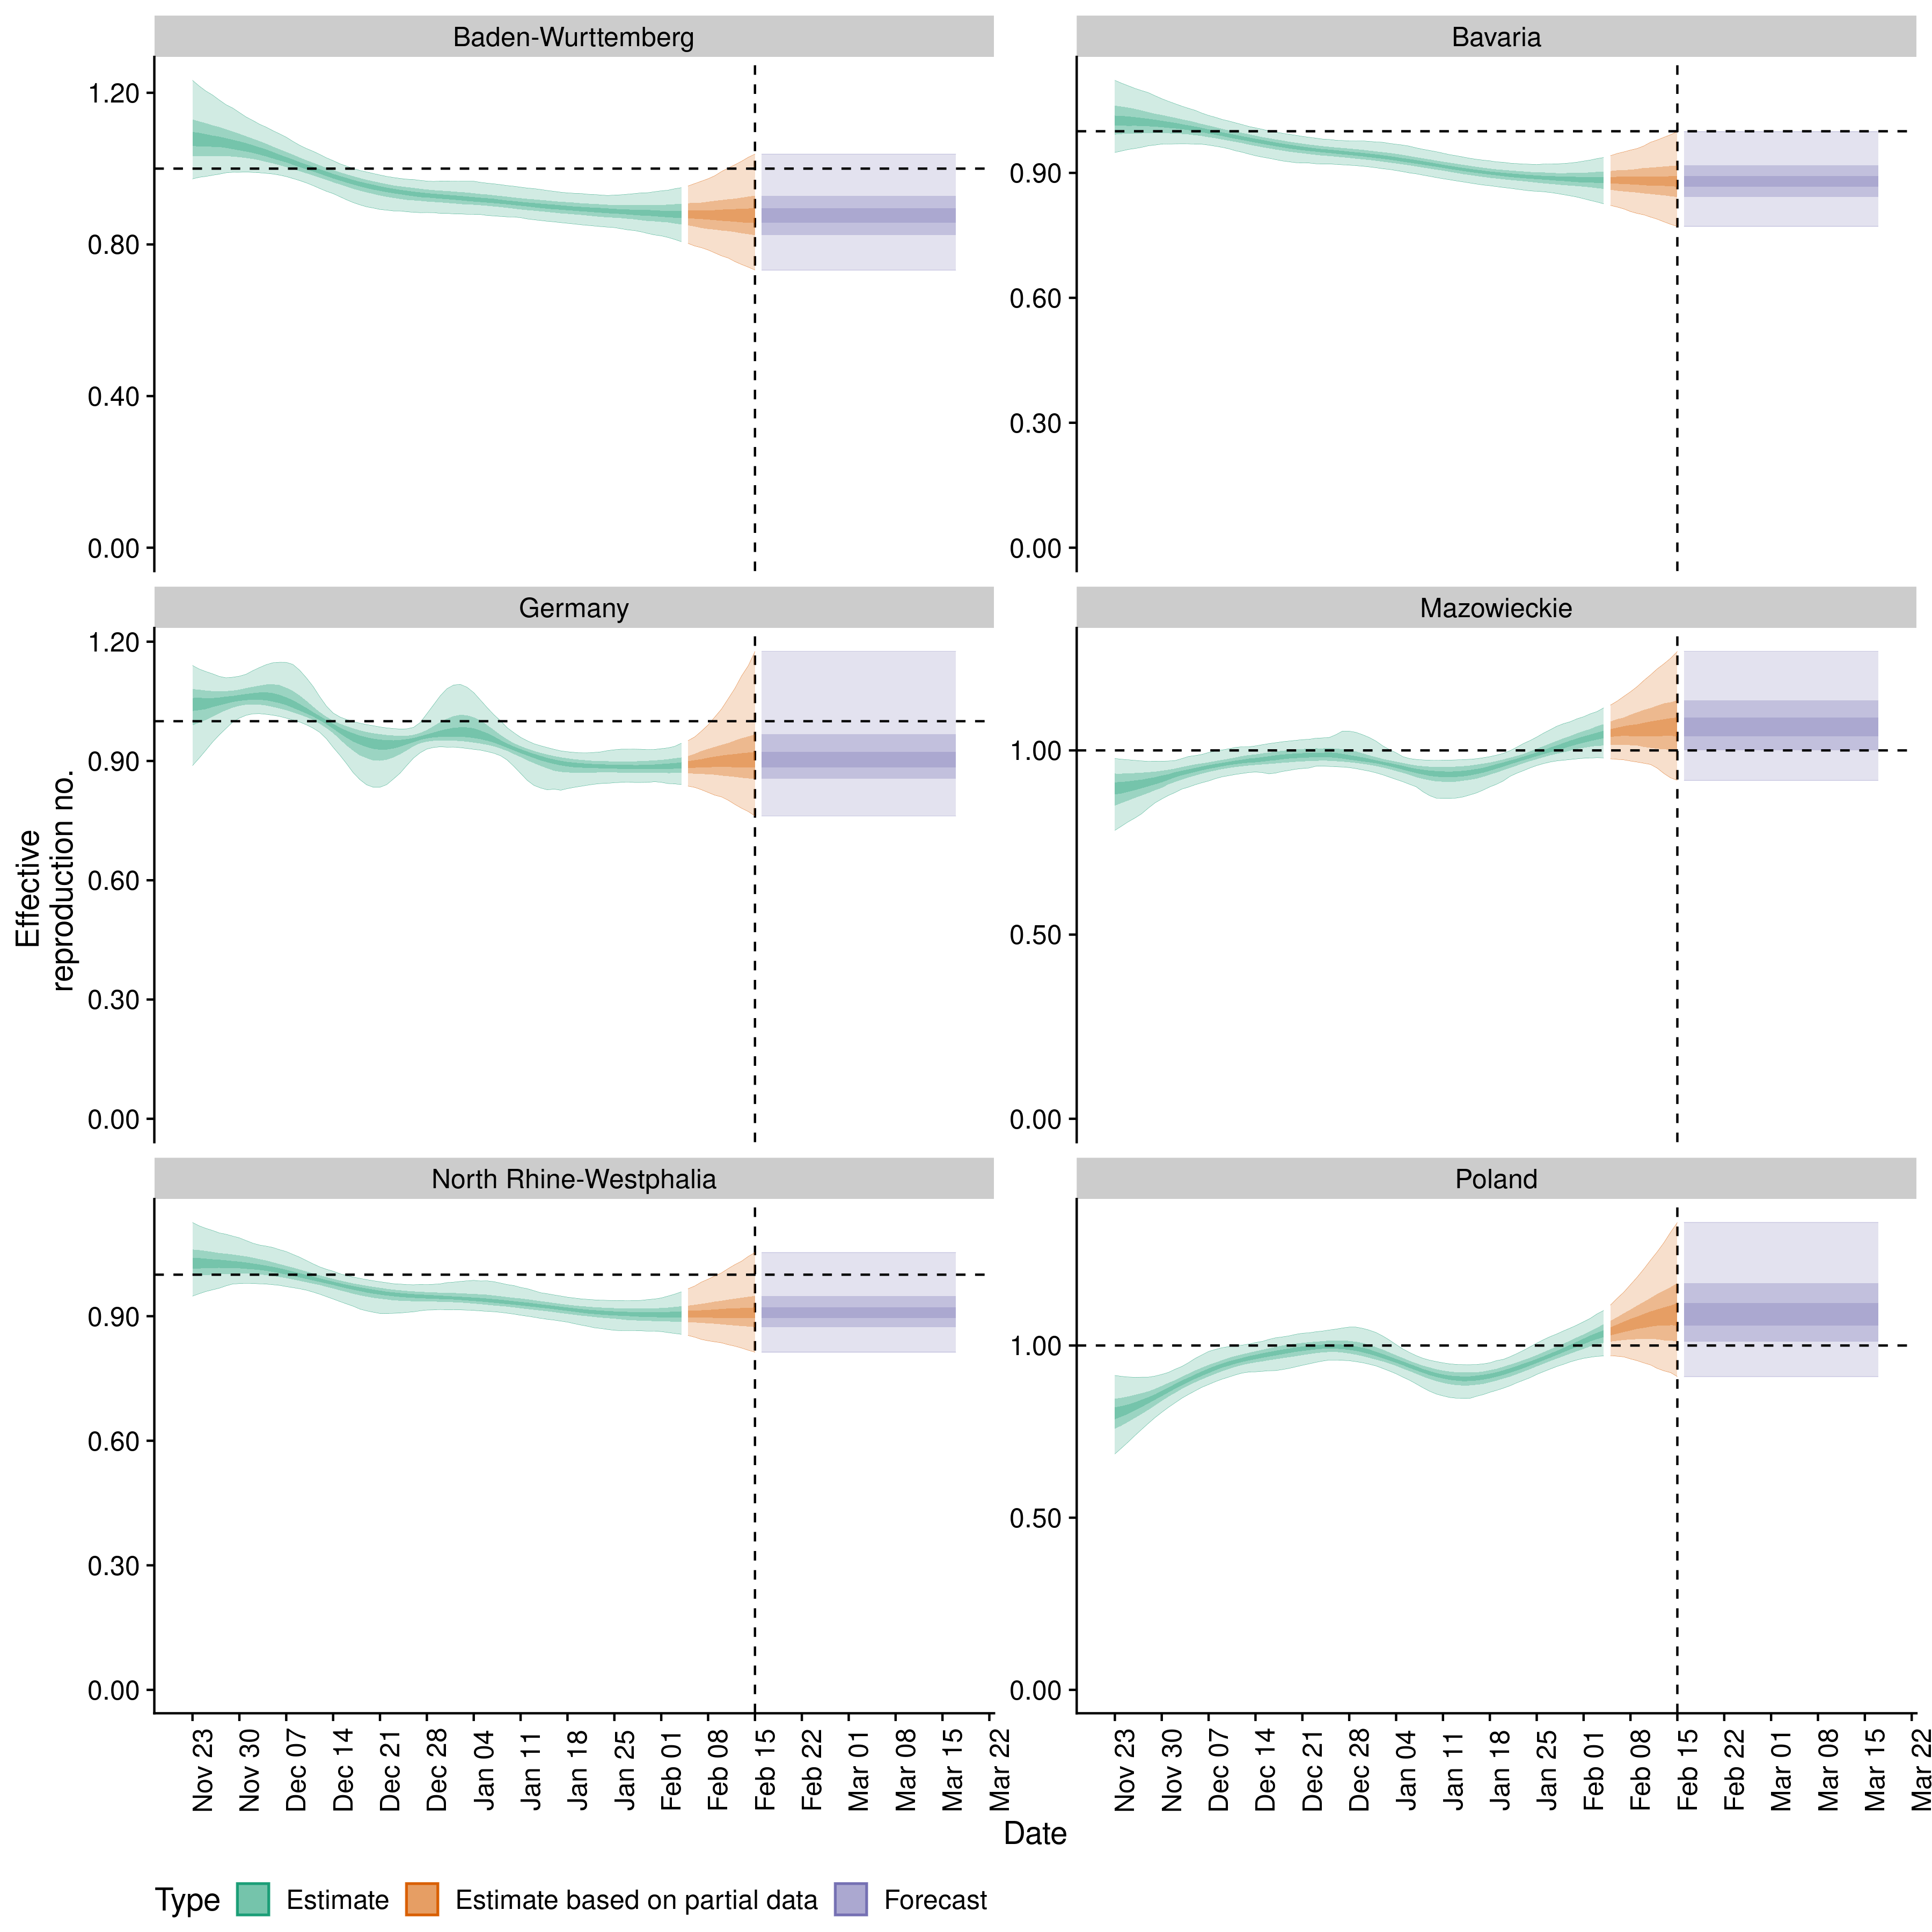 Baden-Wurttemberg
1.20
0.80
0.40
0.00
Bavaria
0.90
0.60
0.30
0.00
Germany
1.20
0.90
0.60
0.30
0.00
Mazowieckie
1.00
0.50
0.00
North Rhine-Westphalia
0.90
0.60
0.30
0.00
Poland
1.00
0.50
0.00
Effective
reproduction no.
Nov 23
Nov 30
Dec 07
Dec 14
Dec 21
Dec 28
Jan 04
Jan 11
Jan 18
Jan 25
Feb 01
Feb 08
Feb 15
Feb 22
Mar 01
Mar 08
Mar 15
Mar 22
Nov 23
Nov 30
Dec 07
Dec 14
Dec 21
Dec 28
Jan 04
Jan 11
Jan 18
Jan 25
Feb 01
Feb 08
Feb 15
Feb 22
Mar 01
Mar 08
Mar 15
Mar 22
Date
Type
Estimate
Estimate based on partial data
Forecast